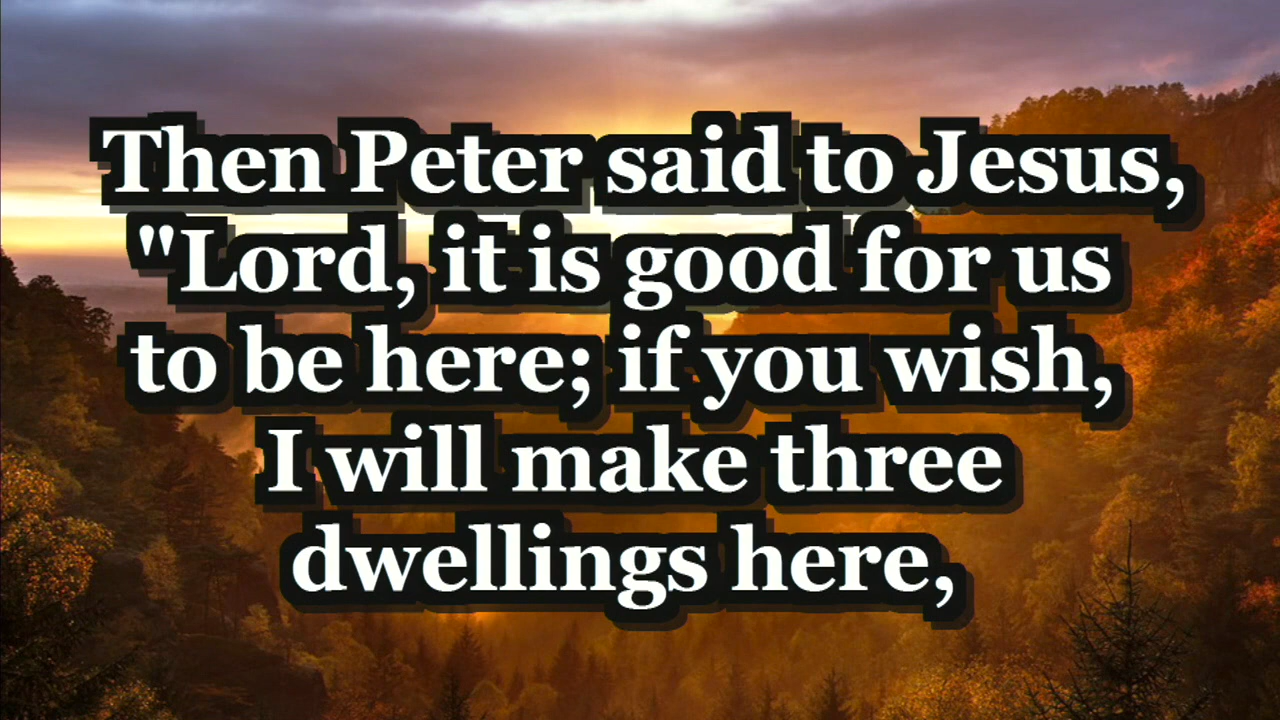 Then Peter said to Jesus,
"Lord, it is good for us
to be here; if you wish,
I will make three
dwellings here,